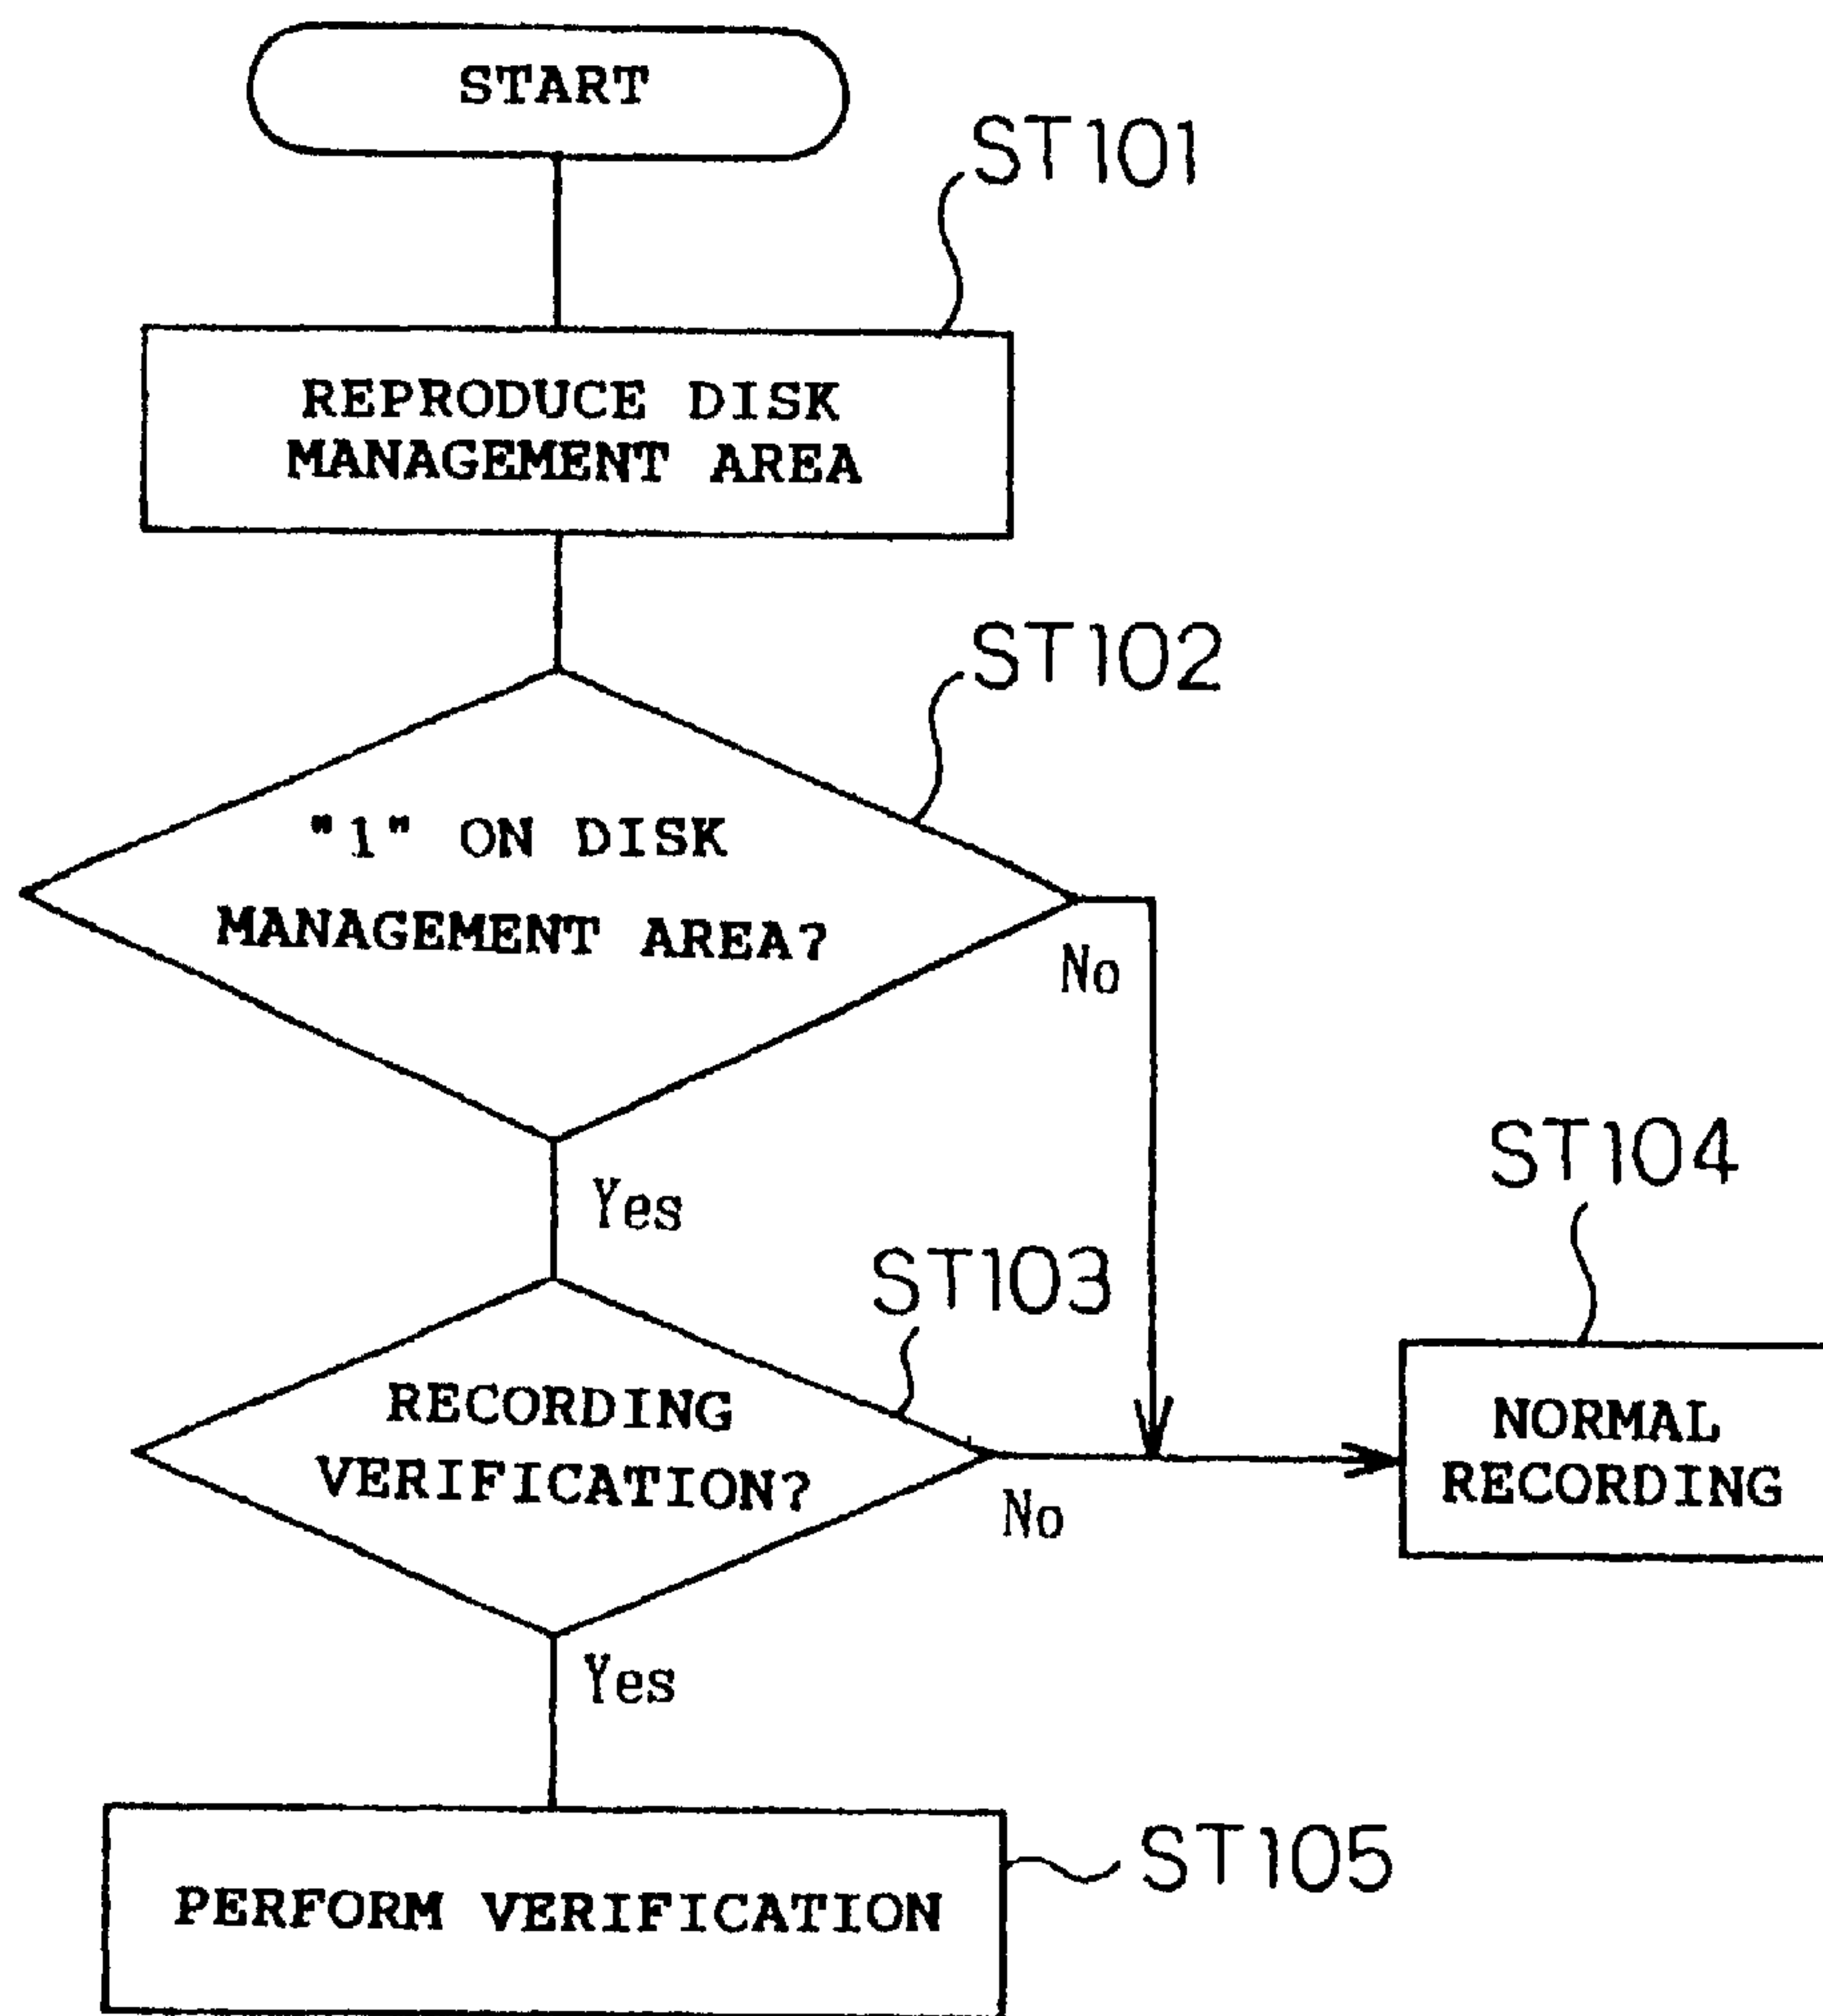 START
ST101
REPRODUCE DISK
MANAGEMENT AREA
ST102
"1" ON DISK
MANAGEMENT AREA?
No
Yes
ST103
ST104
RECORDING
VERIFICATION?
No
NORMAL
RECORDING
Yes
ST105
PERFORM VERIFICATION